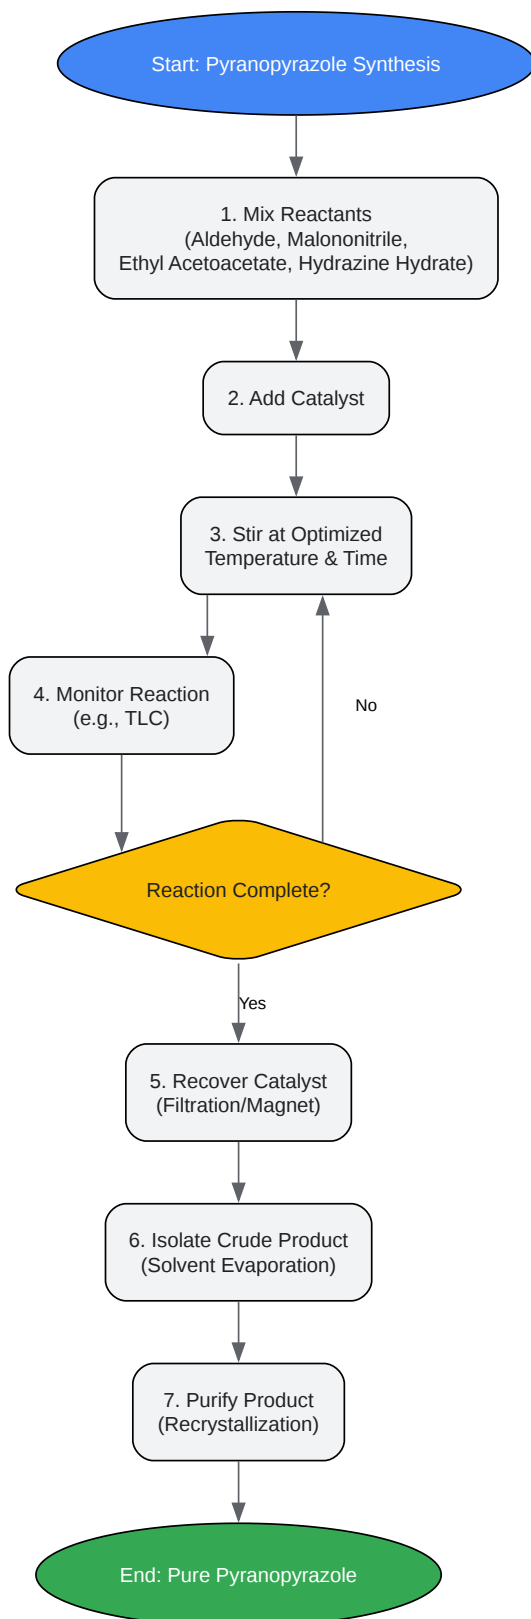 Start: Pyranopyrazole Synthesis
1. Mix Reactants
(Aldehyde, Malononitrile,
Ethyl Acetoacetate, Hydrazine Hydrate)
2. Add Catalyst
3. Stir at Optimized
Temperature & Time
4. Monitor Reaction
(e.g., TLC)
No
Reaction Complete?
Yes
5. Recover Catalyst
(Filtration/Magnet)
6. Isolate Crude Product
(Solvent Evaporation)
7. Purify Product
(Recrystallization)
End: Pure Pyranopyrazole